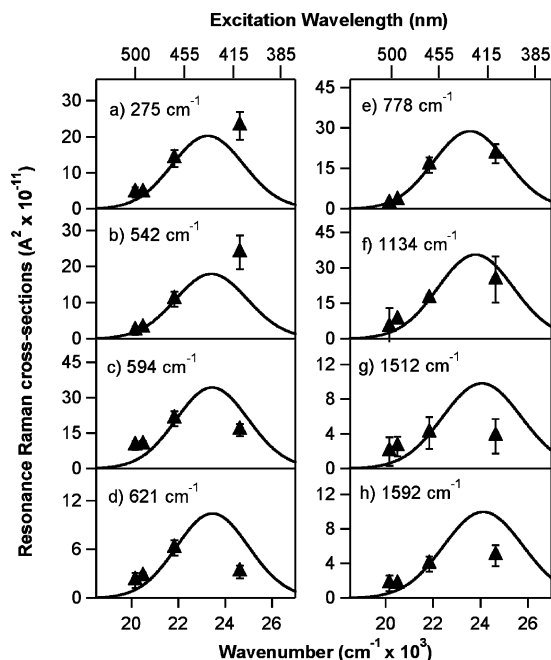 Excitation Wavelength (nm)
500 455 415 385 500 455 415 385
Resonance Raman cross-sections (A² x 10⁻¹¹)
30
20
10
0
a) 275 cm⁻¹
45
30
15
0
e) 778 cm⁻¹
30
20
10
0
b) 542 cm⁻¹
45
30
15
0
f) 1134 cm⁻¹
45
30
15
0
c) 594 cm⁻¹
12
8
4
0
g) 1512 cm⁻¹
12
6
0
d) 621 cm⁻¹
12
8
4
0
h) 1592 cm⁻¹
20 22 24 26 20 22 24 26
Wavenumber (cm⁻¹ x 10³)